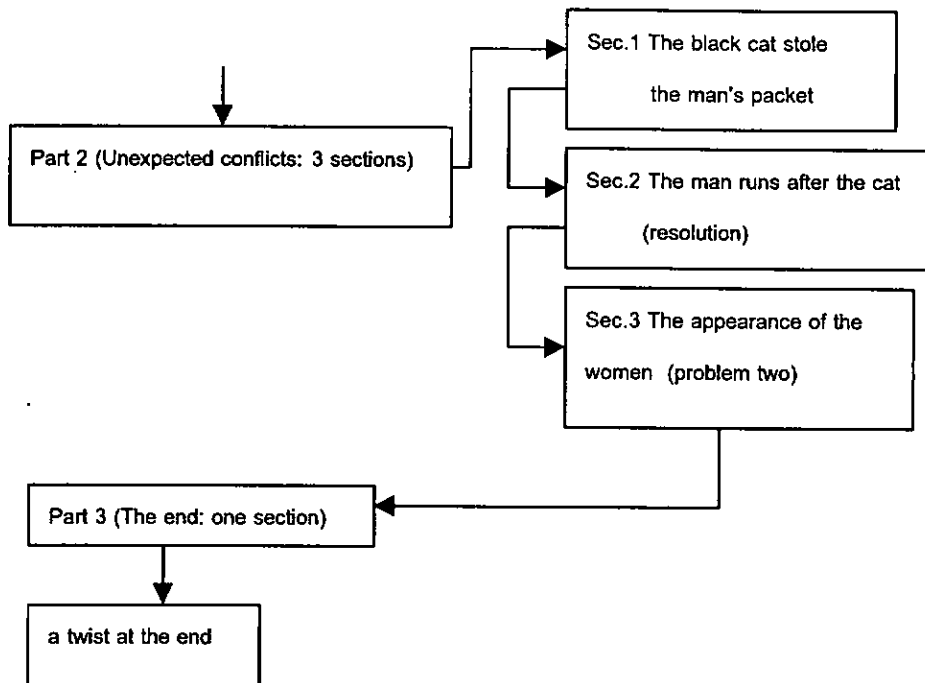 Sec.1 The black cat stole
the man's packet
Part 2 (Unexpected conflicts: 3 sections)
Sec.2 The man runs after the cat
(resolution)
Sec.3 The appearance of the
women (problem two)
Part 3 (The end: one section)
a twist at the end